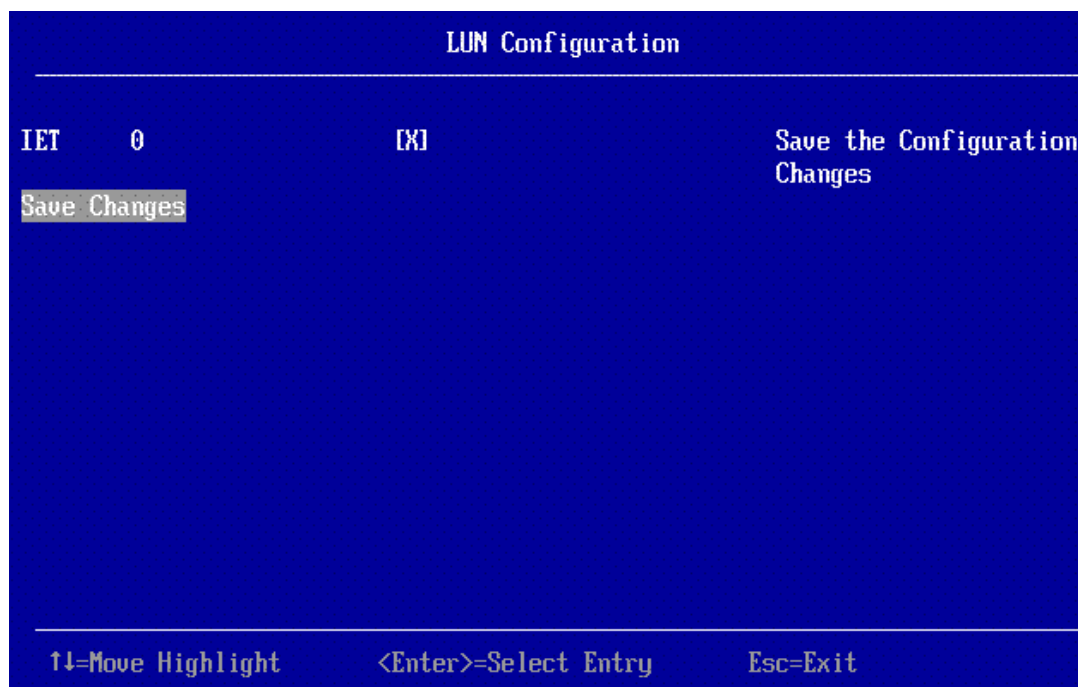 LUN Configuration
IET 0 [X] Save the Configuration
Changes
Save Changes
↑↓=Move Highlight <Enter>=Select Entry Esc=Exit